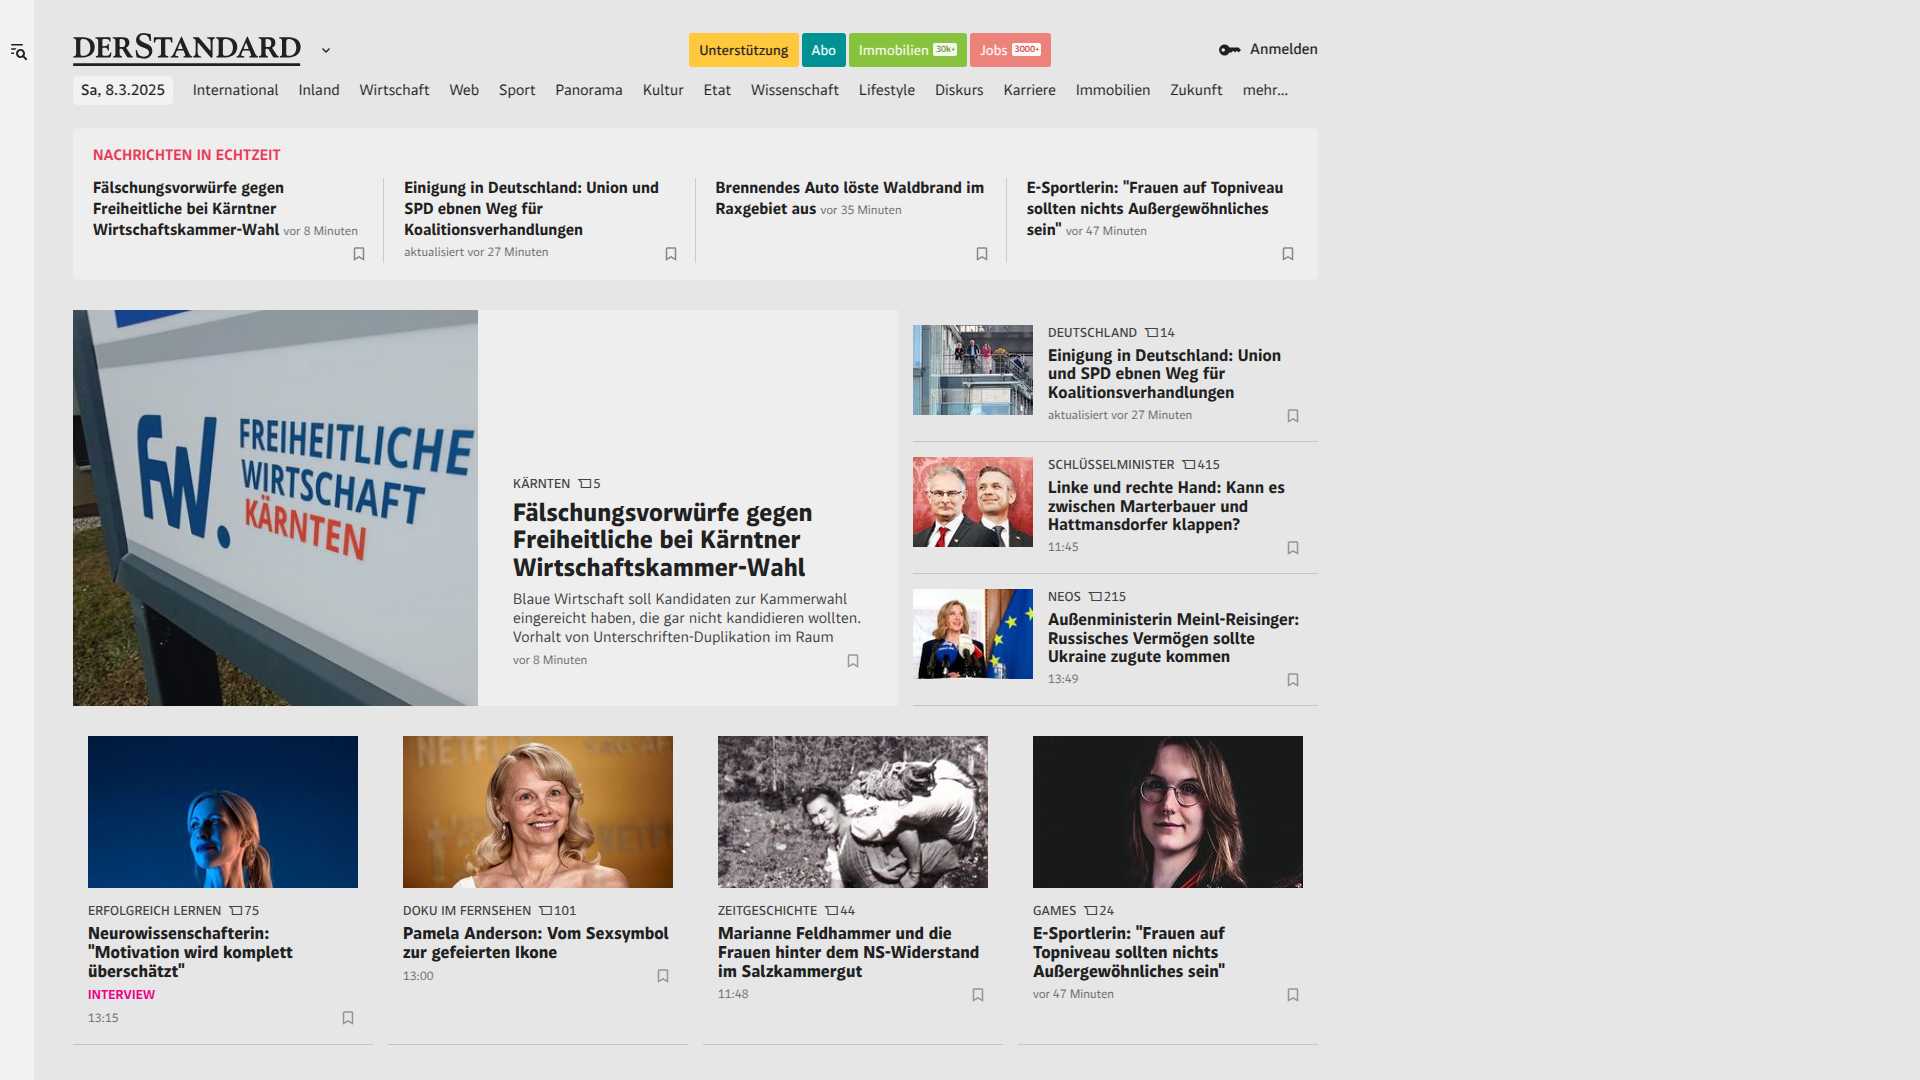 DERSTANDARD
Unterstützung
Abo
Immobilien 30k+
Jobs 3000+
Anmelden
Sa, 8.3.2025
International
Inland
Wirtschaft
Web
Sport
Panorama
Kultur
Etat
Wissenschaft
Lifestyle
Diskurs
Karriere
Immobilien
Zukunft
mehr...
NACHRICHTEN IN ECHTZEIT
Fälschungsvorwürfe gegen
Freiheitliche bei Kärntner
Wirtschaftskammer-Wahl vor 8 Minuten
Einigung in Deutschland: Union und
SPD ebnen Weg für
Koalitionsverhandlungen
aktualisiert vor 27 Minuten
Brennendes Auto löste Waldbrand im
Raxgebiet aus vor 35 Minuten
E-Sportlerin: "Frauen auf Topniveau
sollten nichts Außergewöhnliches
sein" vor 47 Minuten
fw.
FREIHEITLICHE
WIRTSCHAFT
KÄRNTEN
KÄRNTEN 5
Fälschungsvorwürfe gegen
Freiheitliche bei Kärntner
Wirtschaftskammer-Wahl
Blaue Wirtschaft soll Kandidaten zur Kammerwahl
eingereicht haben, die gar nicht kandidieren wollten.
Vorhalt von Unterschriften-Duplikation im Raum
vor 8 Minuten
DEUTSCHLAND 14
Einigung in Deutschland: Union
und SPD ebnen Weg für
Koalitionsverhandlungen
aktualisiert vor 27 Minuten
SCHLÜSSELMINISTER 415
Linke und rechte Hand: Kann es
zwischen Marterbauer und
Hattmansdorfer klappen?
11:45
NEOS 215
Außenministerin Meinl-Reisinger:
Russisches Vermögen sollte
Ukraine zugute kommen
13:49
ERFOLGREICH LERNEN 75
Neurowissenschafterin:
"Motivation wird komplett
überschätzt"
INTERVIEW
13:15
NETFLIX
DOKU IM FERNSEHEN 101
Pamela Anderson: Vom Sexsymbol
zur gefeierten Ikone
13:00
ZEITGESCHICHTE 44
Marianne Feldhammer und die
Frauen hinter dem NS-Widerstand
im Salzkammergut
11:48
GAMES 24
E-Sportlerin: "Frauen auf
Topniveau sollten nichts
Außergewöhnliches sein"
vor 47 Minuten